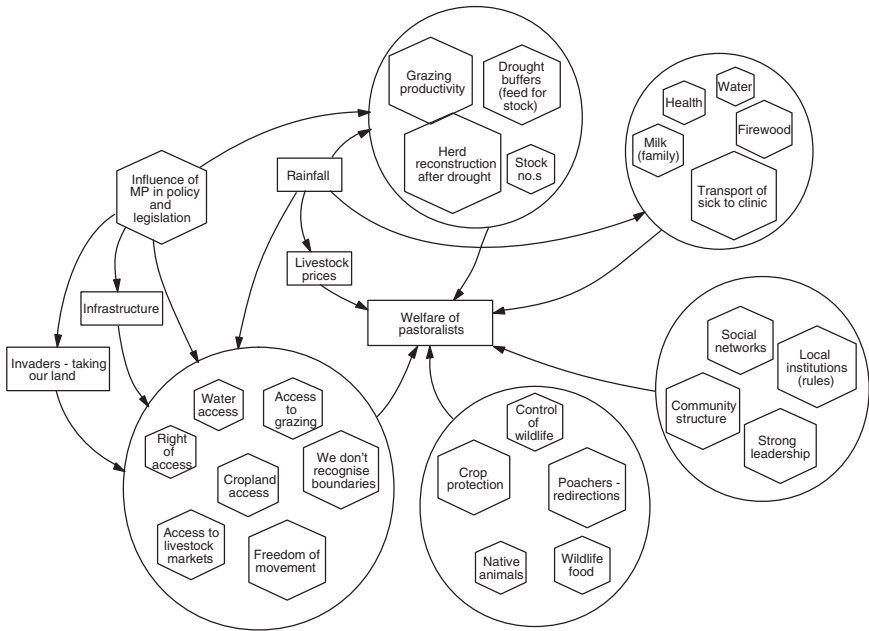 Grazing
productivity
Drought
buffers
(feed for
stock)
Herd
reconstruction
after drought
Stock
no.s
Health
Water
Milk
(family)
Firewood
Transport of
sick to clinic
Influence of
MP in policy
and
legislation
Rainfall
Livestock
prices
Infrastructure
Invaders - taking
our land
Welfare of
pastoralists
Social
networks
Local
institutions
(rules)
Community
structure
Strong
leadership
Water
access
Access
to
grazing
Right
of
access
Cropland
access
We don't
recognise
boundaries
Access to
livestock
markets
Freedom of
movement
Control
of
wildlife
Crop
protection
Poachers -
redirections
Native
animals
Wildlife
food